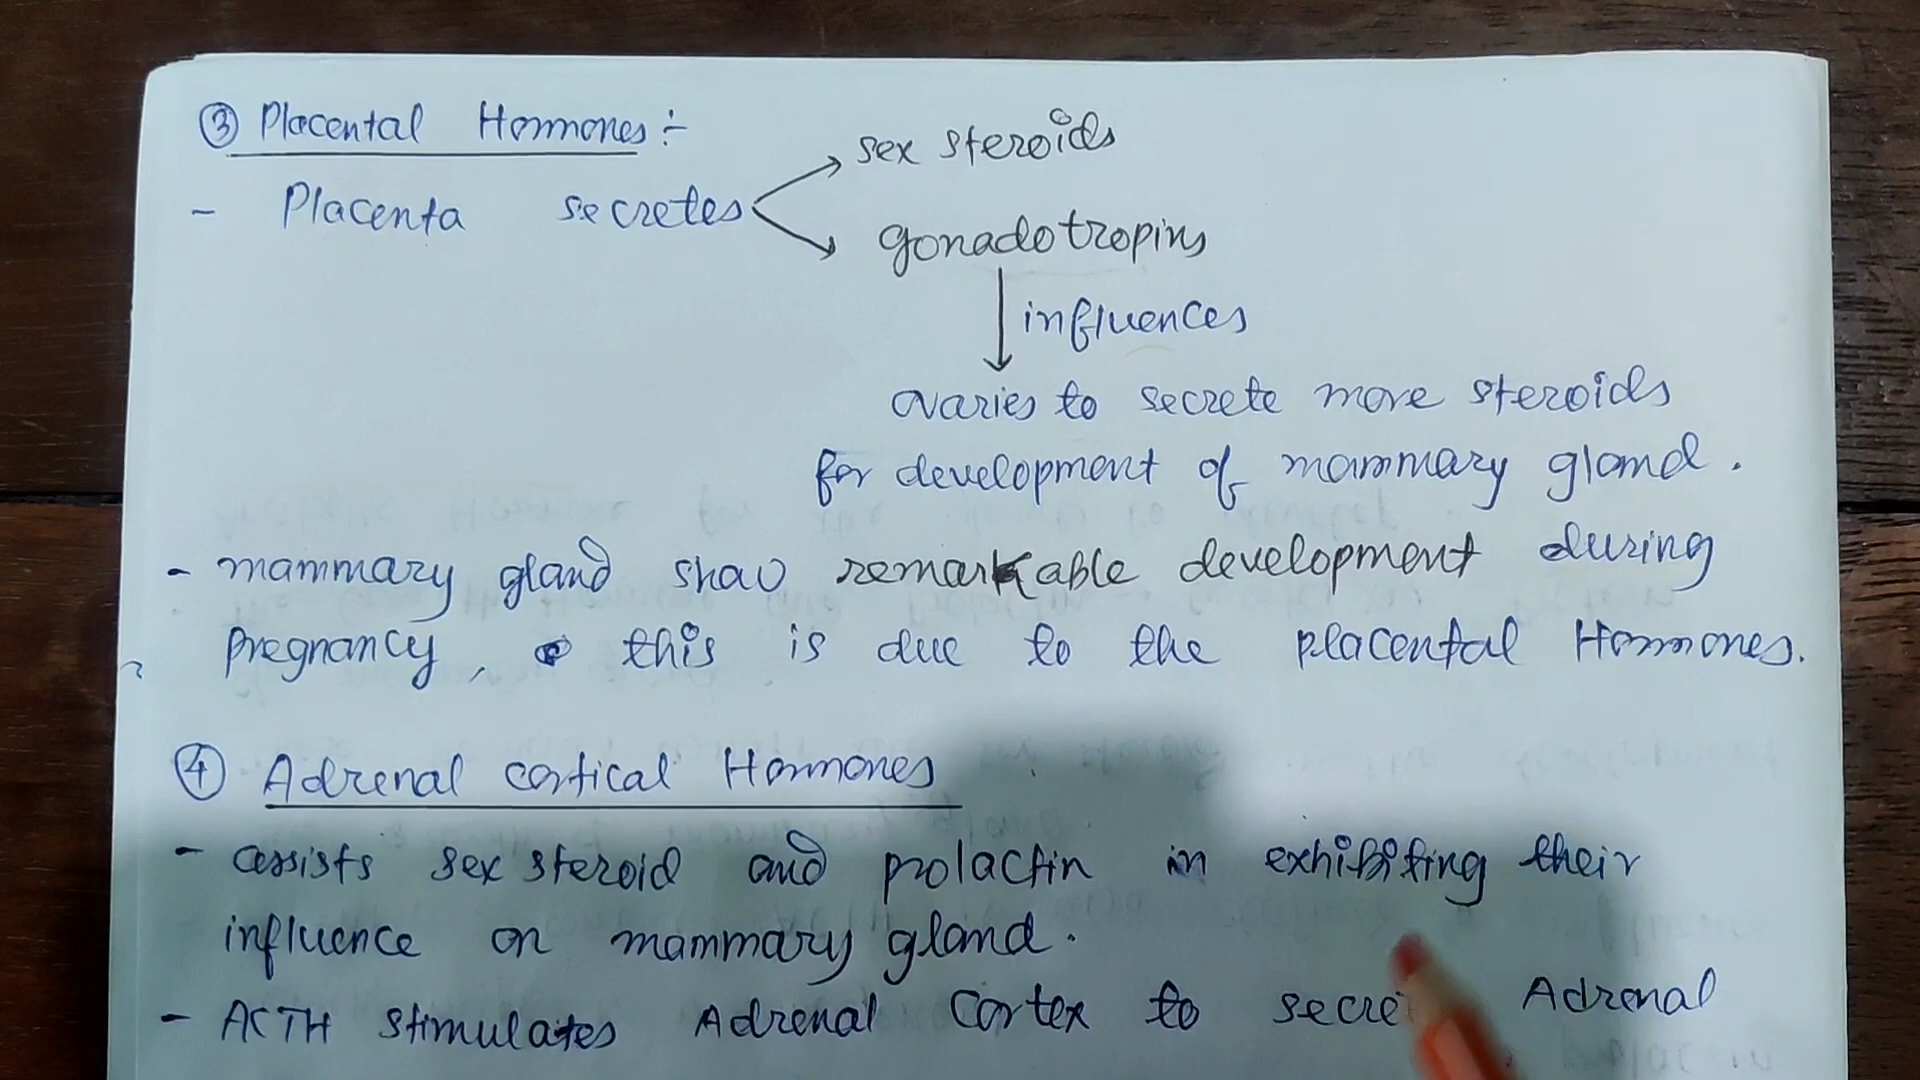 ③ Placental Hormones :-
- Placenta secretes
sex steroids
gonadotropins
influences
ovaries to secrete more steroids
for development of mammary gland.
- mammary gland show remarkable development during
pregnancy, this is due to the placental Hormones.
④ Adrenal cortical Hormones
- assists sex steroid and prolactin in exhibiting their
influence on mammary gland.
- ACTH stimulates Adrenal Cortex to Adrenal